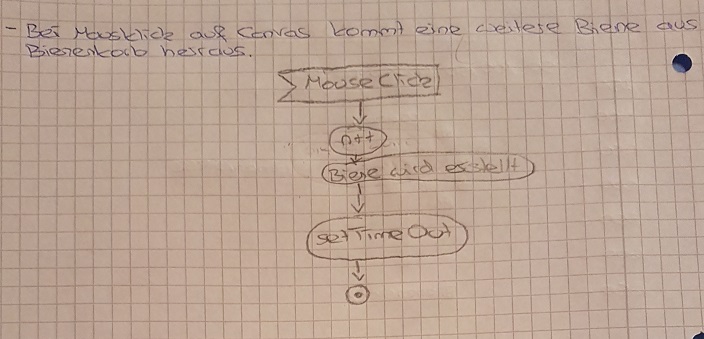 - Bei Mausklick auf Canvas kommt eine weitere Biene aus
Bienenkorb heraus.
MouseClick
n++
Biene wird erstellt
setTimeOut